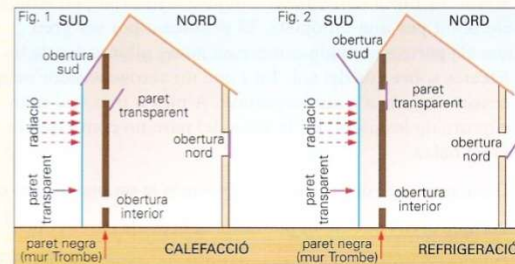 Fig. 1
SUD
NORD
obertura
sud
paret
transparent
radiació
obertura
nord
paret
transparent
obertura
interior
paret negra
(mur Trombe)
CALEFACCIÓ
Fig. 2
SUD
NORD
obertura
sud
paret
transparent
radiació
obertura
nord
paret
transparent
obertura
interior
paret negra
(mur Trombe)
REFRIGERACIÓ